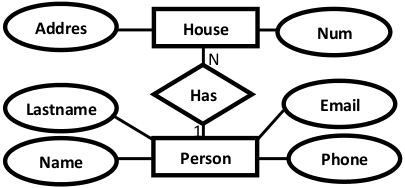 Addres
House
Num
N
Has
Lastname
Email
1
Name
Person
Phone